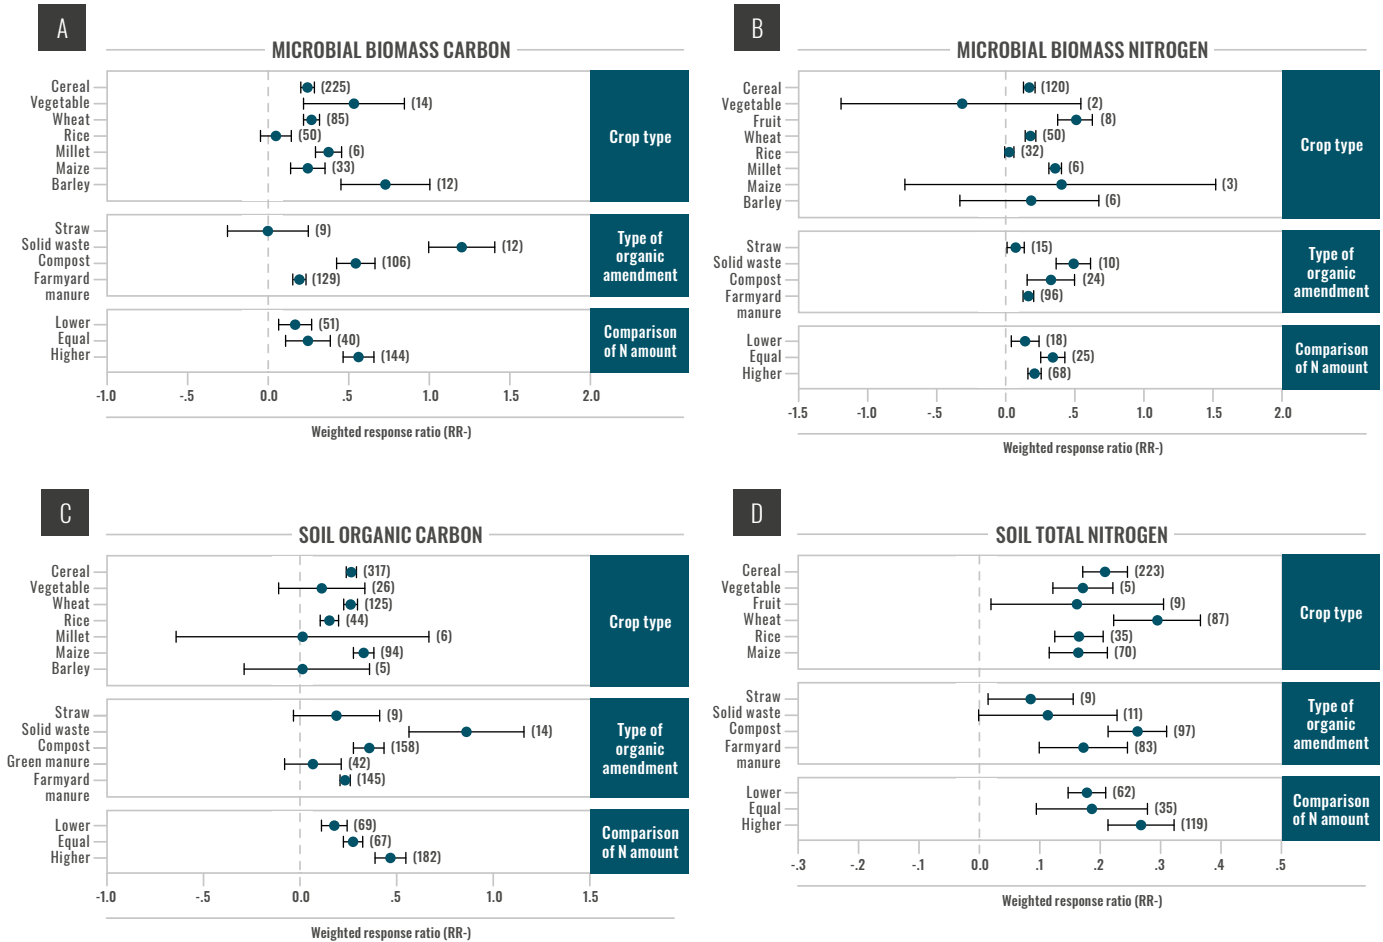 A
MICROBIAL BIOMASS CARBON
Cereal (225)
Vegetable (14)
Wheat (85)
Rice (50)
Millet (6)
Maize (33)
Barley (12)
Crop type
Straw (9)
Solid waste (12)
Compost (106)
Farmyard (129)
manure
Type of
organic
amendment
Lower (51)
Equal (40)
Higher (144)
Comparison
of N amount
-1.0 -.5 0.0 .5 1.0 1.5 2.0
Weighted response ratio (RR-)
B
MICROBIAL BIOMASS NITROGEN
Cereal (120)
Vegetable (2)
Fruit (8)
Wheat (50)
Rice (32)
Millet (6)
Maize (3)
Barley (6)
Crop type
Straw (15)
Solid waste (10)
Compost (24)
Farmyard (96)
manure
Type of
organic
amendment
Lower (18)
Equal (25)
Higher (68)
Comparison
of N amount
-1.5 -1.0 -.5 0.0 .5 1.0 1.5 2.0
Weighted response ratio (RR-)
C
SOIL ORGANIC CARBON
Cereal (317)
Vegetable (26)
Wheat (125)
Rice (44)
Millet (6)
Maize (94)
Barley (5)
Crop type
Straw (9)
Solid waste (14)
Compost (158)
Green manure (42)
Farmyard (145)
manure
Type of
organic
amendment
Lower (69)
Equal (67)
Higher (182)
Comparison
of N amount
-1.0 -.5 0.0 .5 1.0 1.5
Weighted response ratio (RR-)
D
SOIL TOTAL NITROGEN
Cereal (223)
Vegetable (5)
Fruit (9)
Wheat (87)
Rice (35)
Maize (70)
Crop type
Straw (9)
Solid waste (11)
Compost (97)
Farmyard (83)
manure
Type of
organic
amendment
Lower (62)
Equal (35)
Higher (119)
Comparison
of N amount
-.3 -.2 -.1 0.0 .1 .2 .3 .4 .5
Weighted response ratio (RR-)